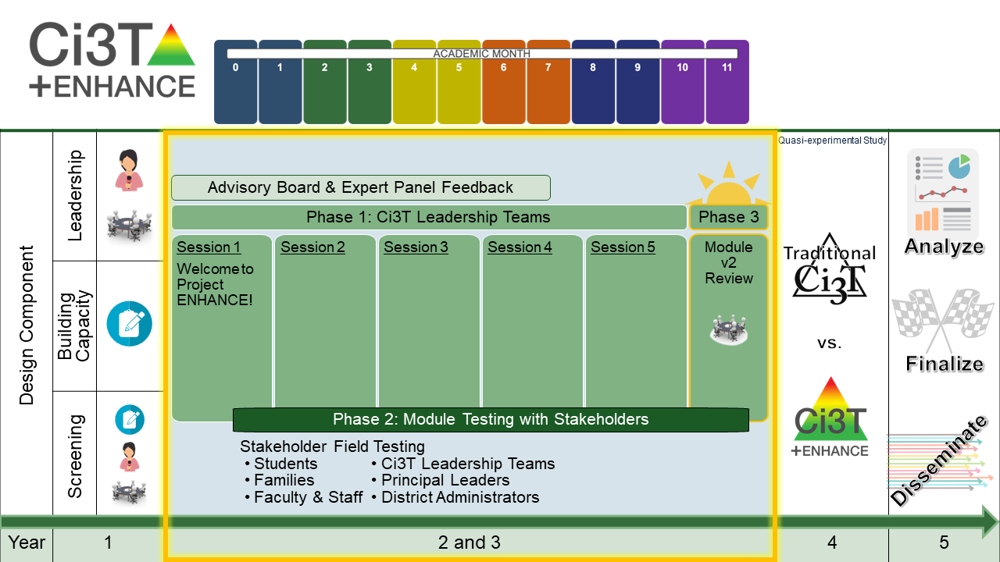 Ci3T
+ENHANCE
ACADEMIC MONTH
0 1 2 3 4 5 6 7 8 9 10 11
Design Component
Leadership
Building
Capacity
Screening
Advisory Board & Expert Panel Feedback
Phase 1: Ci3T Leadership Teams
Phase 3
Session 1
Welcome to
Project
ENHANCE!
Session 2
Session 3
Session 4
Session 5
Module
v2
Review
Phase 2: Module Testing with Stakeholders
Stakeholder Field Testing
• Students
• Families
• Faculty & Staff
• Ci3T Leadership Teams
• Principal Leaders
• District Administrators
Quasi-experimental Study
Traditional
Ci3T
vs.
Ci3T
+ENHANCE
Analyze
Finalize
Disseminate
Year 1 2 and 3 4 5